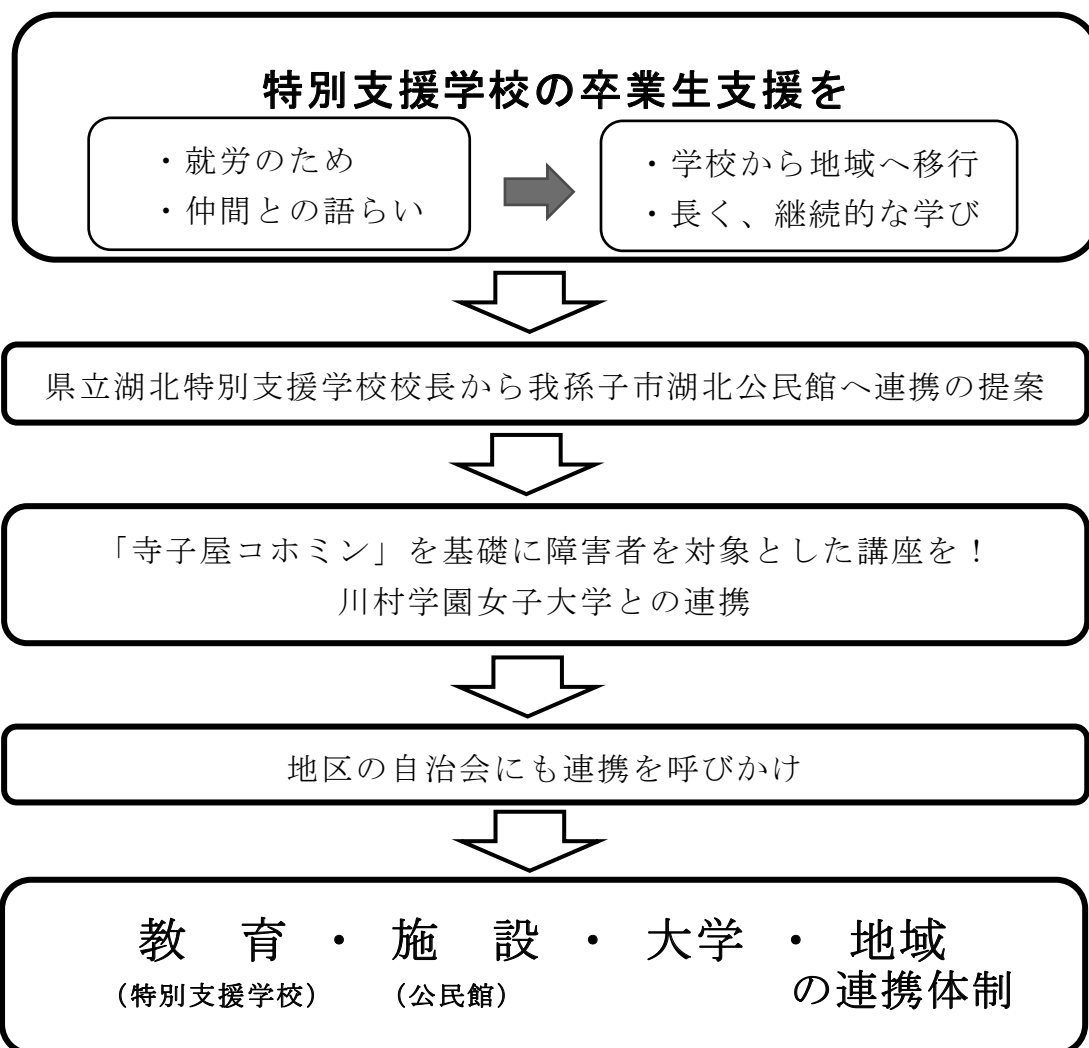 特別支援学校の卒業生支援を
・就労のため
・仲間との語らい
・学校から地域へ移行
・長く、継続的な学び
県立湖北特別支援学校校長から我孫子市湖北公民館へ連携の提案
「寺子屋コホミン」を基礎に障害者を対象とした講座を！
川村学園女子大学との連携
地区の自治会にも連携を呼びかけ
教　育　・　施　設　・　大学　・　地域
（特別支援学校）　（公民館）　の連携体制